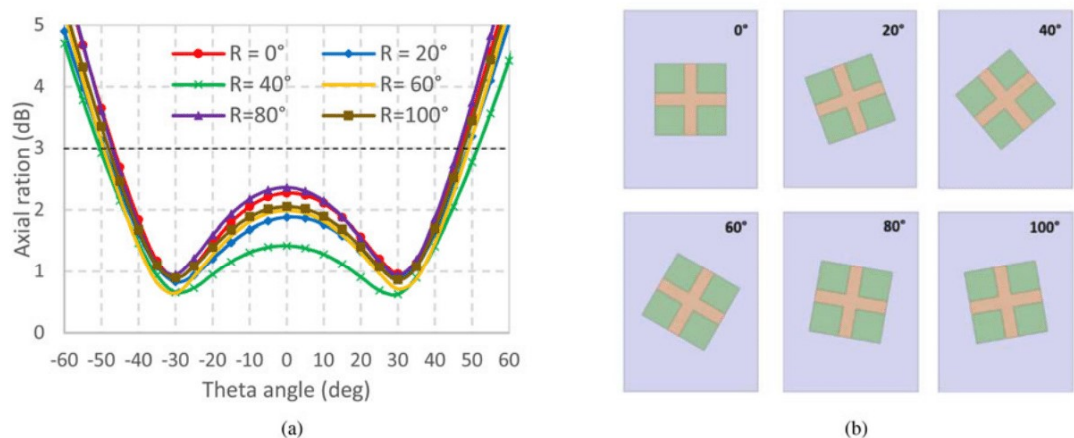 5
4
3
2
1
0
Axial ration (dB)
R = 0° R = 20°
R = 40° R = 60°
R=80° R=100°
-60 -50 -40 -30 -20 -10 0 10 20 30 40 50 60
Theta angle (deg)
(a)
0° 20° 40°
60° 80° 100°
(b)